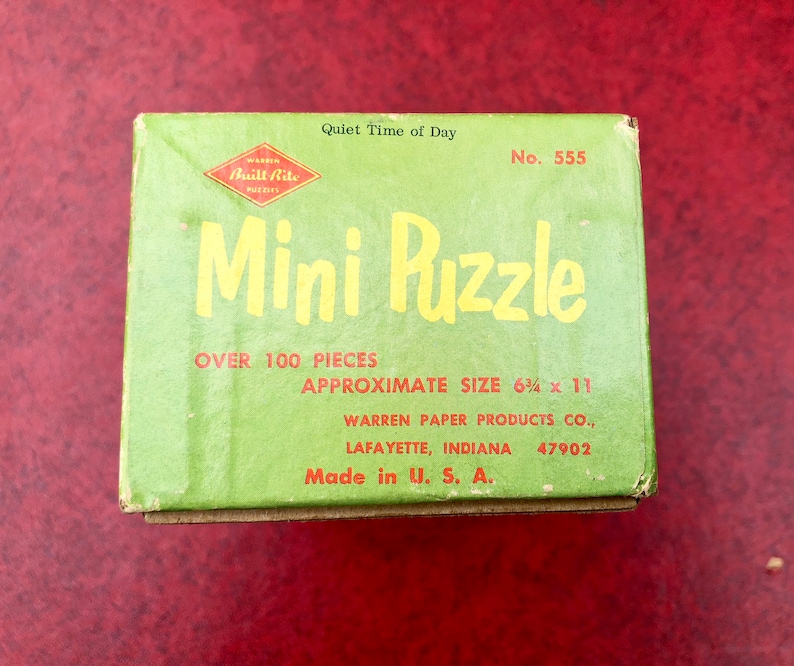 Quiet Time of Day
No. 555
WARREN
Built-Rite
PUZZLES
Mini Puzzle
OVER 100 PIECES
APPROXIMATE SIZE 6¾ x 11
WARREN PAPER PRODUCTS CO.,
LAFAYETTE, INDIANA 47902
Made in U. S. A.